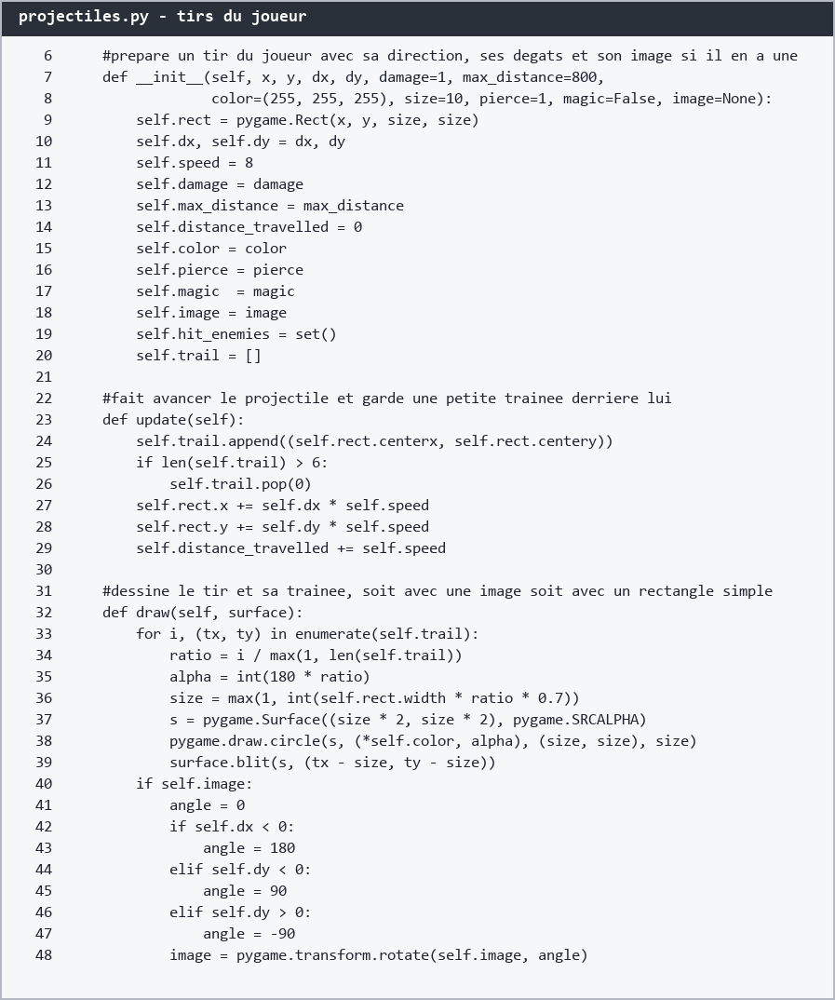 projectiles.py - tirs du joueur
6      #prepare un tir du joueur avec sa direction, ses degats et son image si il en a une
7      def __init__(self, x, y, dx, dy, damage=1, max_distance=800,
8                   color=(255, 255, 255), size=10, pierce=1, magic=False, image=None):
9          self.rect = pygame.Rect(x, y, size, size)
10         self.dx, self.dy = dx, dy
11         self.speed = 8
12         self.damage = damage
13         self.max_distance = max_distance
14         self.distance_travelled = 0
15         self.color = color
16         self.pierce = pierce
17         self.magic  = magic
18         self.image = image
19         self.hit_enemies = set()
20         self.trail = []
21
22     #fait avancer le projectile et garde une petite trainee derriere lui
23     def update(self):
24         self.trail.append((self.rect.centerx, self.rect.centery))
25         if len(self.trail) > 6:
26             self.trail.pop(0)
27         self.rect.x += self.dx * self.speed
28         self.rect.y += self.dy * self.speed
29         self.distance_travelled += self.speed
30
31     #dessine le tir et sa trainee, soit avec une image soit avec un rectangle simple
32     def draw(self, surface):
33         for i, (tx, ty) in enumerate(self.trail):
34             ratio = i / max(1, len(self.trail))
35             alpha = int(180 * ratio)
36             size = max(1, int(self.rect.width * ratio * 0.7))
37             s = pygame.Surface((size * 2, size * 2), pygame.SRCALPHA)
38             pygame.draw.circle(s, (*self.color, alpha), (size, size), size)
39             surface.blit(s, (tx - size, ty - size))
40         if self.image:
41             angle = 0
42             if self.dx < 0:
43                 angle = 180
44             elif self.dy < 0:
45                 angle = 90
46             elif self.dy > 0:
47                 angle = -90
48             image = pygame.transform.rotate(self.image, angle)